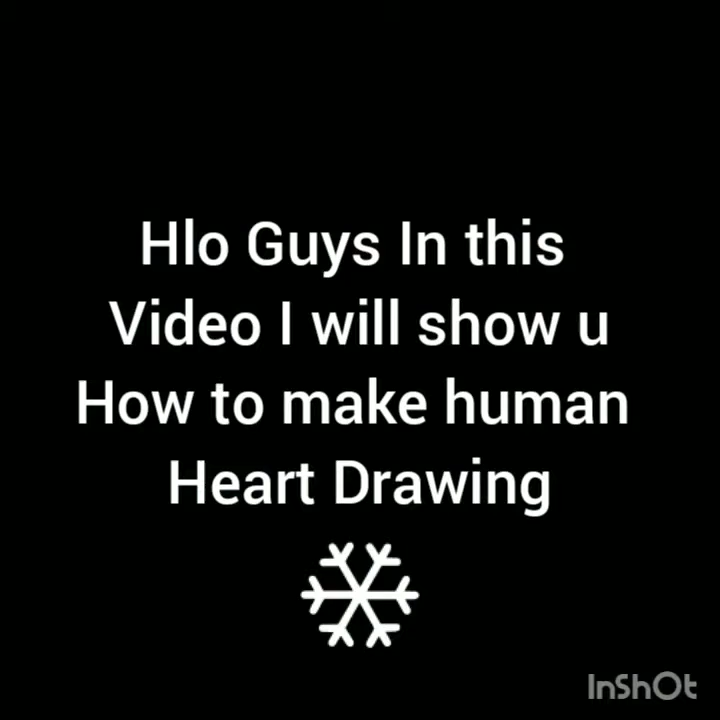 Hlo Guys In this
Video I will show u
How to make human
Heart Drawing
InShOt